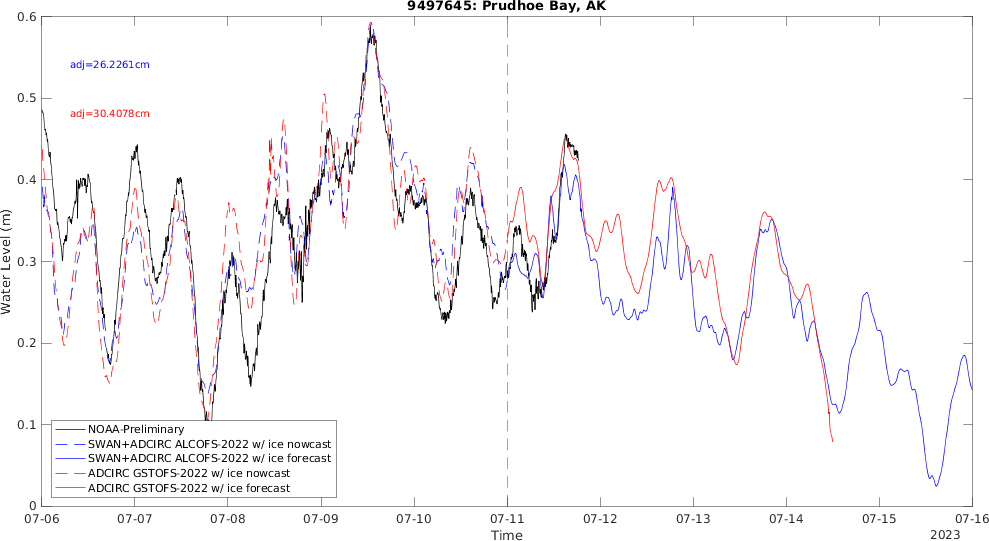 9497645: Prudhoe Bay, AK
0.6
0.5
0.4
0.3
0.2
0.1
0
Water Level (m)
adj=26.2261cm
adj=30.4078cm
NOAA-Preliminary
SWAN+ADCIRC ALCOFS-2022 w/ ice nowcast
SWAN+ADCIRC ALCOFS-2022 w/ ice forecast
ADCIRC GSTOFS-2022 w/ ice nowcast
ADCIRC GSTOFS-2022 w/ ice forecast
07-06 07-07 07-08 07-09 07-10 07-11 07-12 07-13 07-14 07-15 07-16
Time
2023